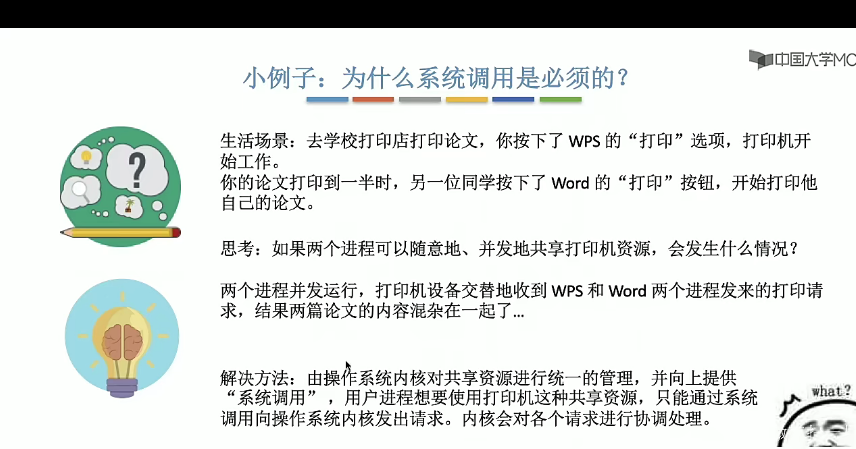 中国大学MO
小例子：为什么系统调用是必须的？
生活场景：去学校打印店打印论文，你按下了 WPS 的“打印”选项，打印机开
始工作。
你的论文打印到一半时，另一位同学按下了 Word 的“打印”按钮，开始打印他
自己的论文。
思考：如果两个进程可以随意地、并发地共享打印机资源，会发生什么情况？
两个进程并发运行，打印机设备交替地收到 WPS 和 Word 两个进程发来的打印请
求，结果两篇论文的内容混杂在一起了...
解决方法：由操作系统内核对共享资源进行统一的管理，并向上提供
“系统调用”，用户进程想要使用打印机这种共享资源，只能通过系统
调用向操作系统内核发出请求。内核会对各个请求进行协调处理。
what?